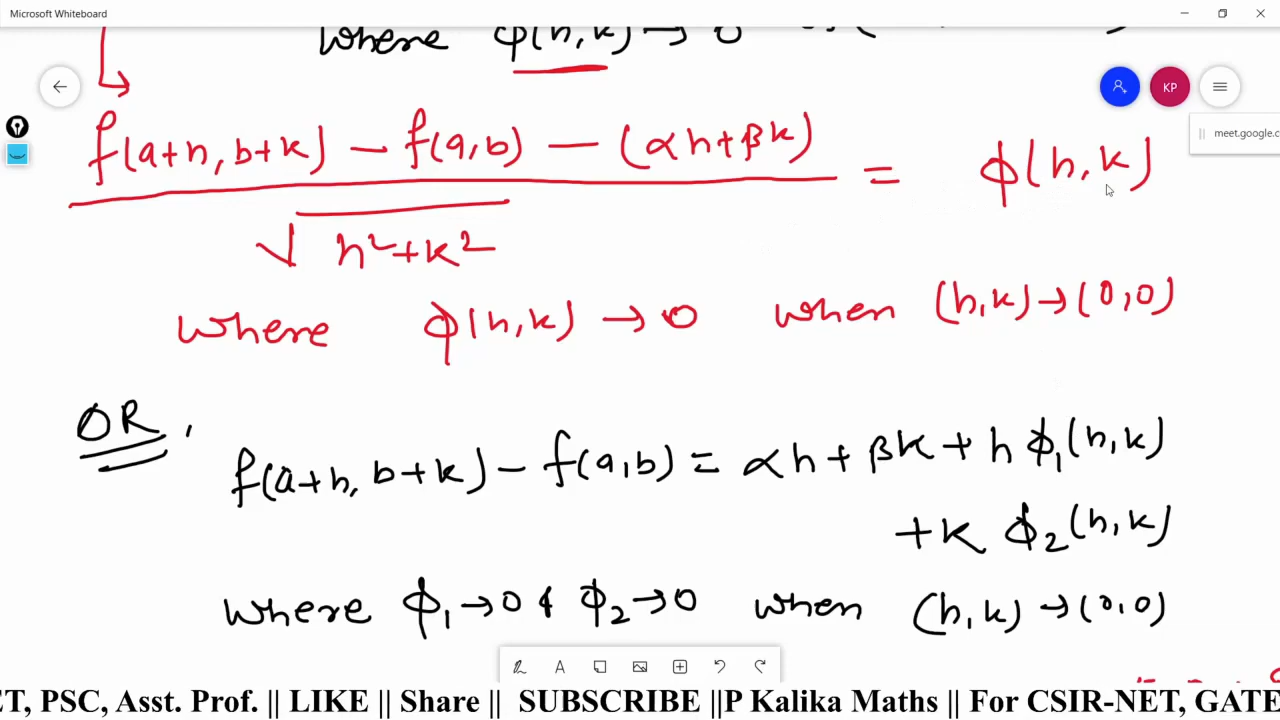 Microsoft Whiteboard
where ϕ(h,k) → 0
KP
meet.google.c
f(a+h, b+k) − f(a,b) − (αh+βk)
= ϕ(h,k)
√h²+k²
where ϕ(h,k) → 0 when (h,k)→(0,0)
OR,
f(a+h, b+k) − f(a,b) = αh + βk + h ϕ₁(h,k)
+ k ϕ₂(h,k)
where ϕ₁→0 & ϕ₂→0 when (h,k) →(0,0)
ET, PSC, Asst. Prof. || LIKE || Share || SUBSCRIBE ||P Kalika Maths || For CSIR-NET, GATE